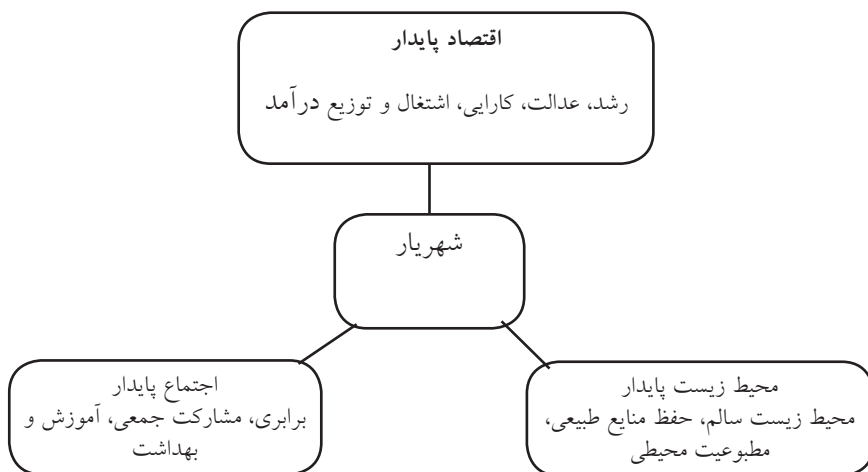 اقتصاد پایدار
رشد، عدالت، کارایی، اشتغال و توزیع درآمد
شهریار
محیط زیست پایدار
محیط زیست سالم، حفظ منایع طبیعی،
مطبوعیت محیطی
اجتماع پایدار
برابری، مشارکت جمعی، آموزش و
بهداشت